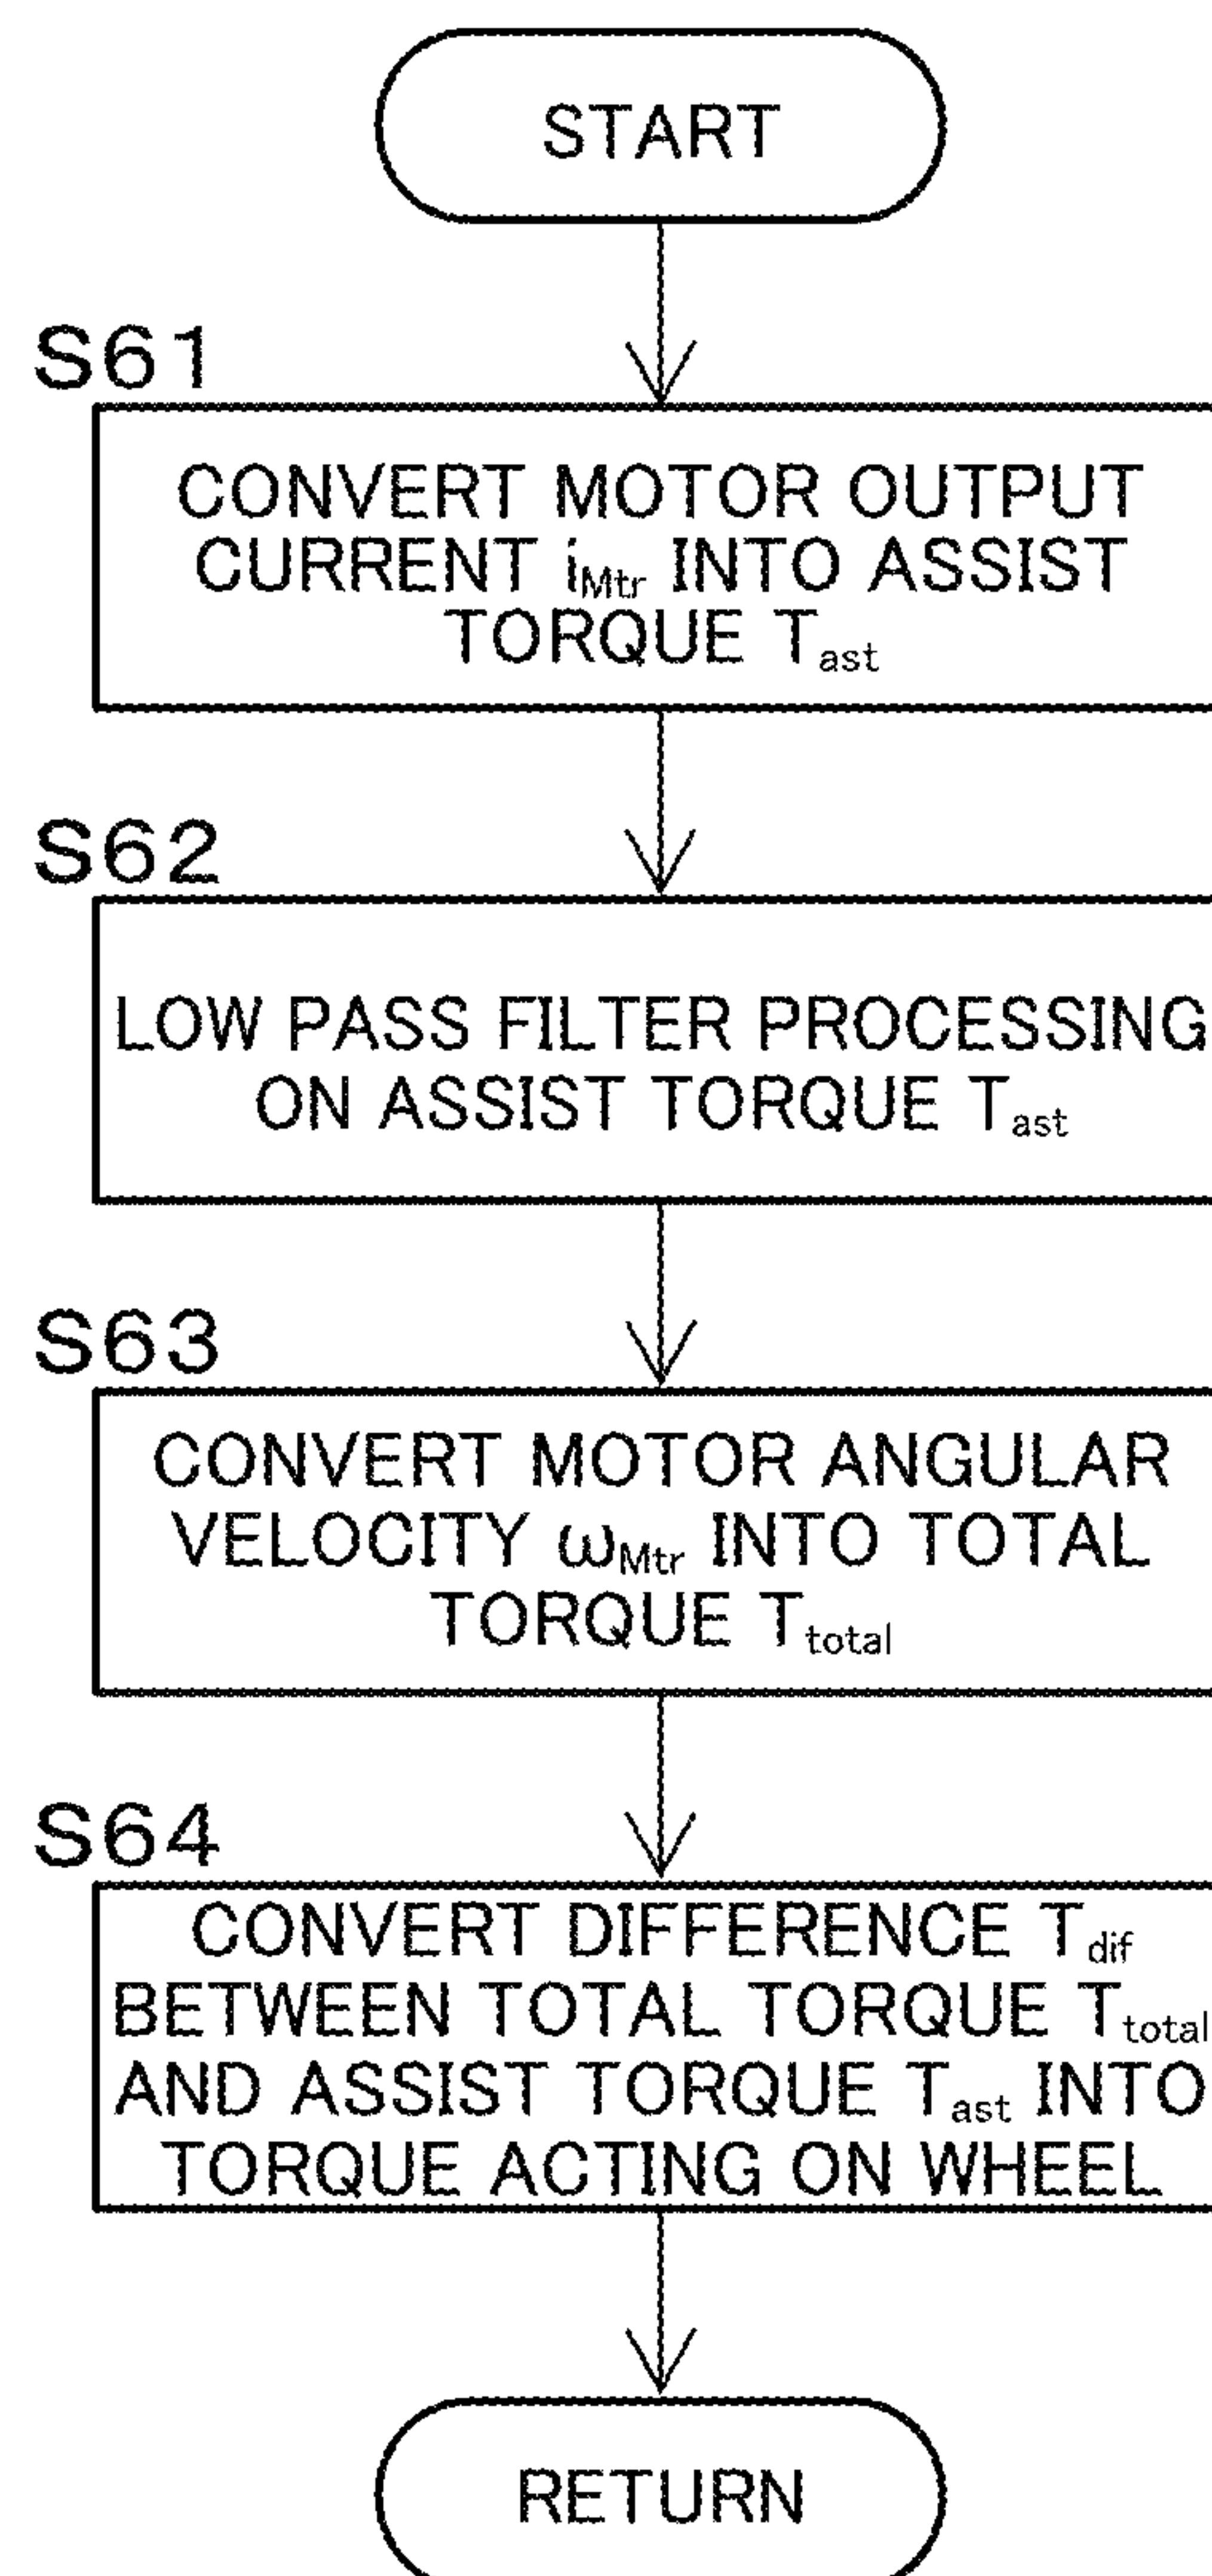 START
S61
CONVERT MOTOR OUTPUT
CURRENT iMtr INTO ASSIST
TORQUE Tast
S62
LOW PASS FILTER PROCESSING
ON ASSIST TORQUE Tast
S63
CONVERT MOTOR ANGULAR
VELOCITY ωMtr INTO TOTAL
TORQUE Ttotal
S64
CONVERT DIFFERENCE Tdif
BETWEEN TOTAL TORQUE Ttotal
AND ASSIST TORQUE Tast INTO
TORQUE ACTING ON WHEEL
RETURN